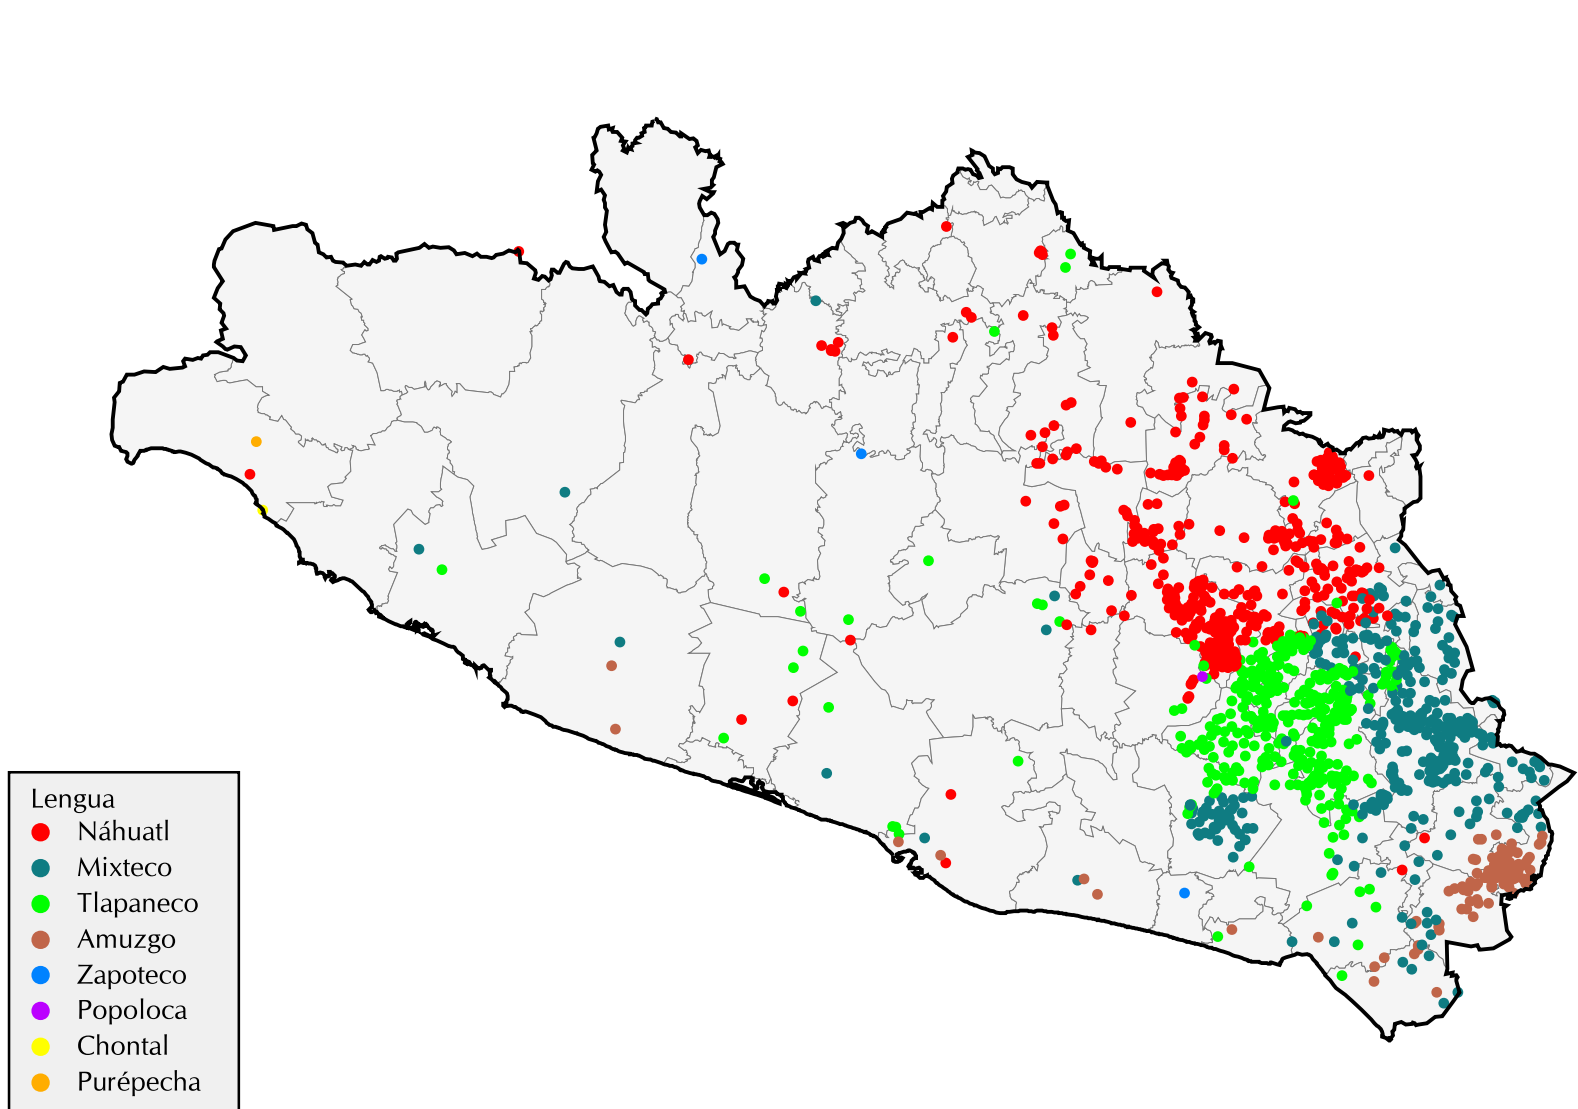 Lengua
Náhuatl
Mixteco
Tlapaneco
Amuzgo
Zapoteco
Popoloca
Chontal
Purépecha